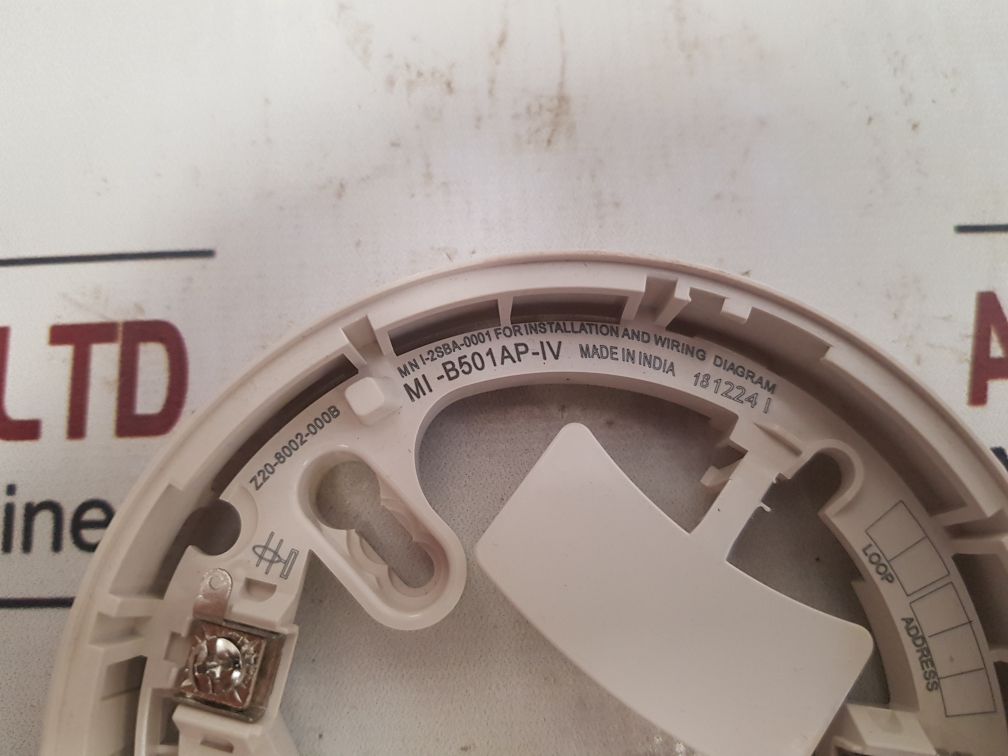 LTD
ine
MN I-2SBA-0001 FOR INSTALLATION AND WIRING DIAGRAM
MI -B501AP-IV MADE IN INDIA 181224 I
Z20-8002-000B
LOOP
ADDRESS